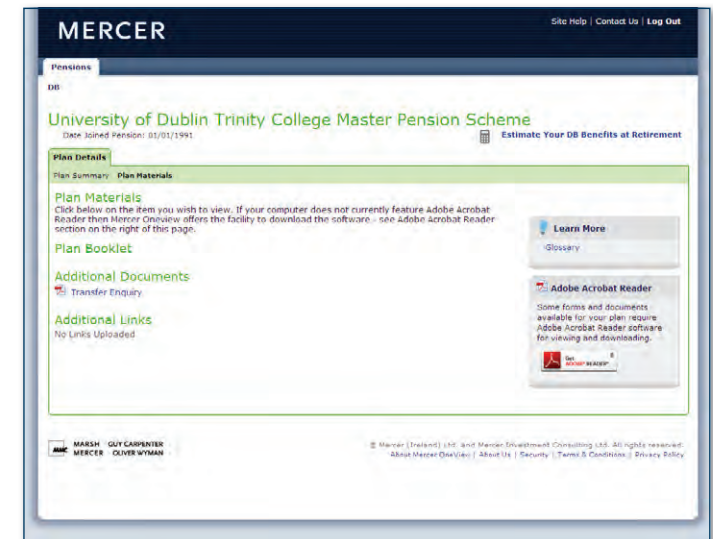 MERCER
Site Help | Contact Us | Log Out
Pensions
DB
University of Dublin Trinity College Master Pension Scheme
Date Joined Pension: 01/01/1991
Estimate Your DB Benefits at Retirement
Plan Details
Plan Summary Plan Materials
Plan Materials
Click below on the item you wish to view. If your computer does not currently feature Adobe Acrobat
Reader then Mercer Oneview offers the facility to download the software - see Adobe Acrobat Reader
section on the right of this page.
Plan Booklet
Additional Documents
Transfer Enquiry
Additional Links
No Links Uploaded
Learn More
Glossary
Adobe Acrobat Reader
Some forms and documents
available for your plan require
Adobe Acrobat Reader software
for viewing and downloading.
Get
ADOBE® READER®
MMC
MARSH GUY CARPENTER
MERCER OLIVER WYMAN
© Mercer (Ireland) Ltd. and Mercer Investment Consulting Ltd. All rights reserved.
About Mercer OneView | About Us | Security | Terms & Conditions | Privacy Policy